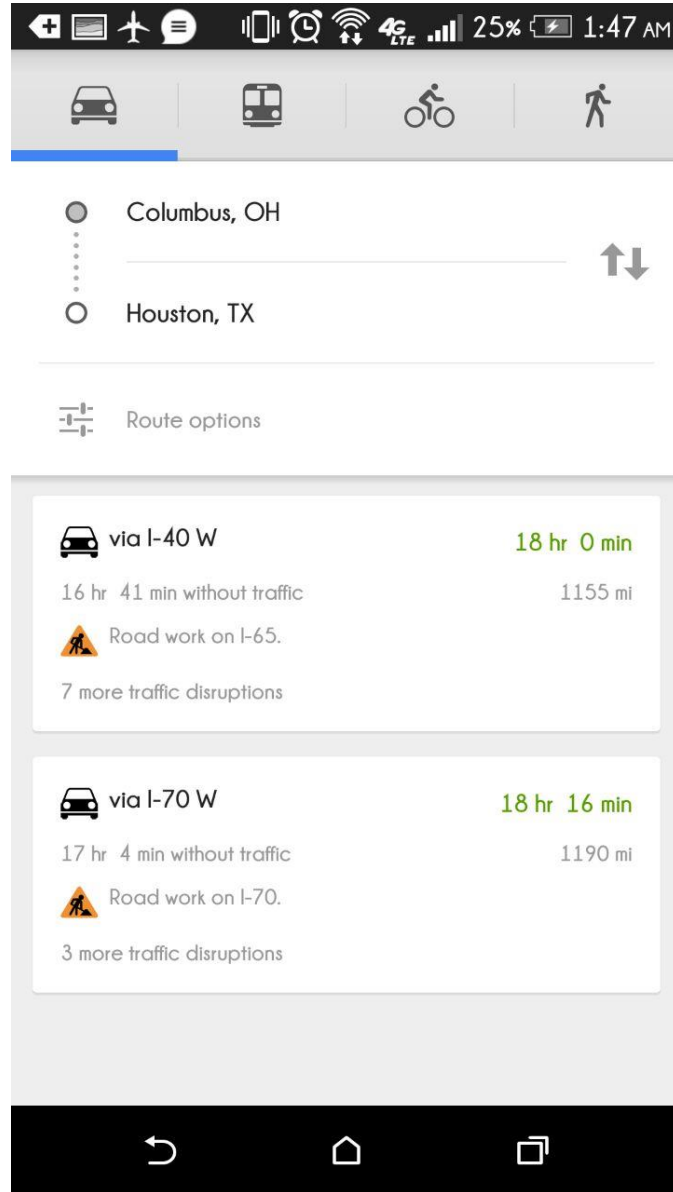 4G LTE 25% 1:47 AM
Columbus, OH
Houston, TX
Route options
via I-40 W 18 hr 0 min
16 hr 41 min without traffic 1155 mi
Road work on I-65.
7 more traffic disruptions
via I-70 W 18 hr 16 min
17 hr 4 min without traffic 1190 mi
Road work on I-70.
3 more traffic disruptions